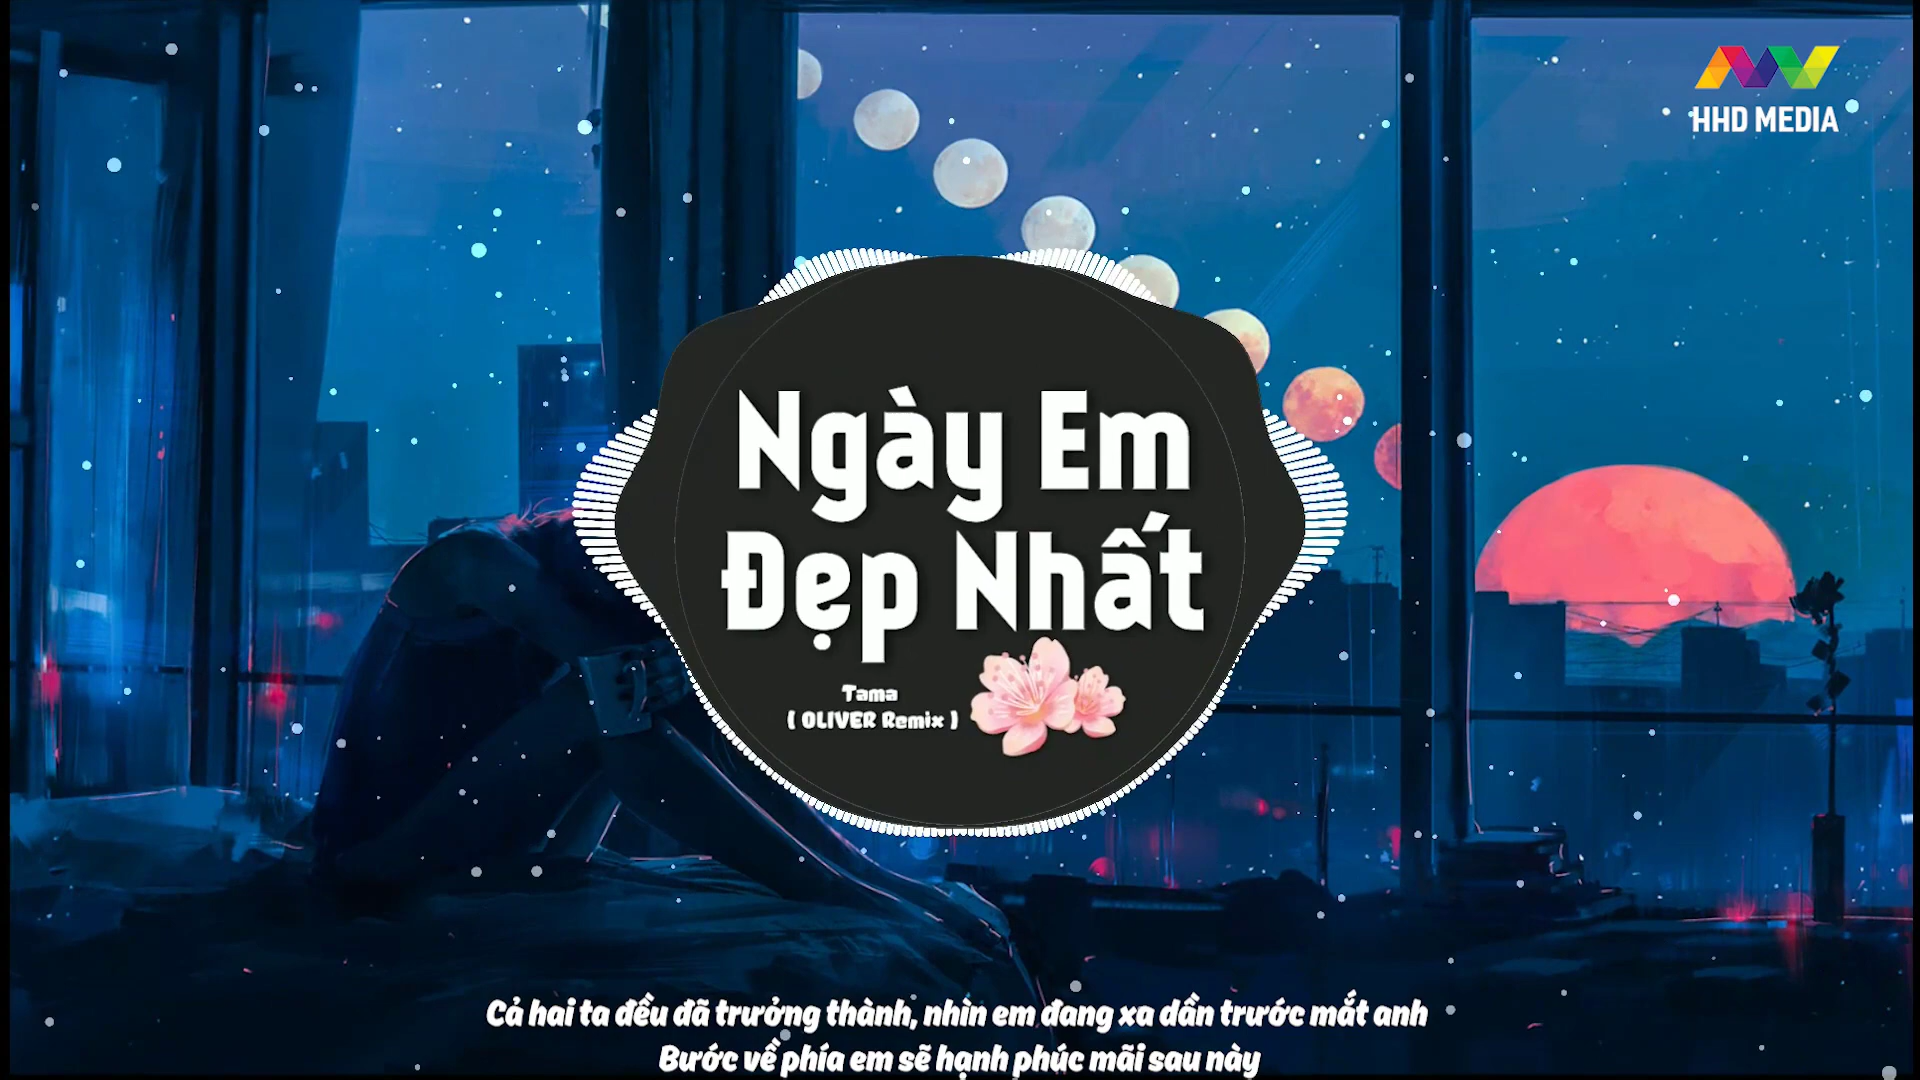 HHD MEDIA
Ngày Em
Đẹp Nhất
Tama
( OLIVER Remix )
Cả hai ta đều đã trưởng thành, nhìn em đang xa dần trước mắt anh
Bước về phía em sẽ hạnh phúc mãi sau này